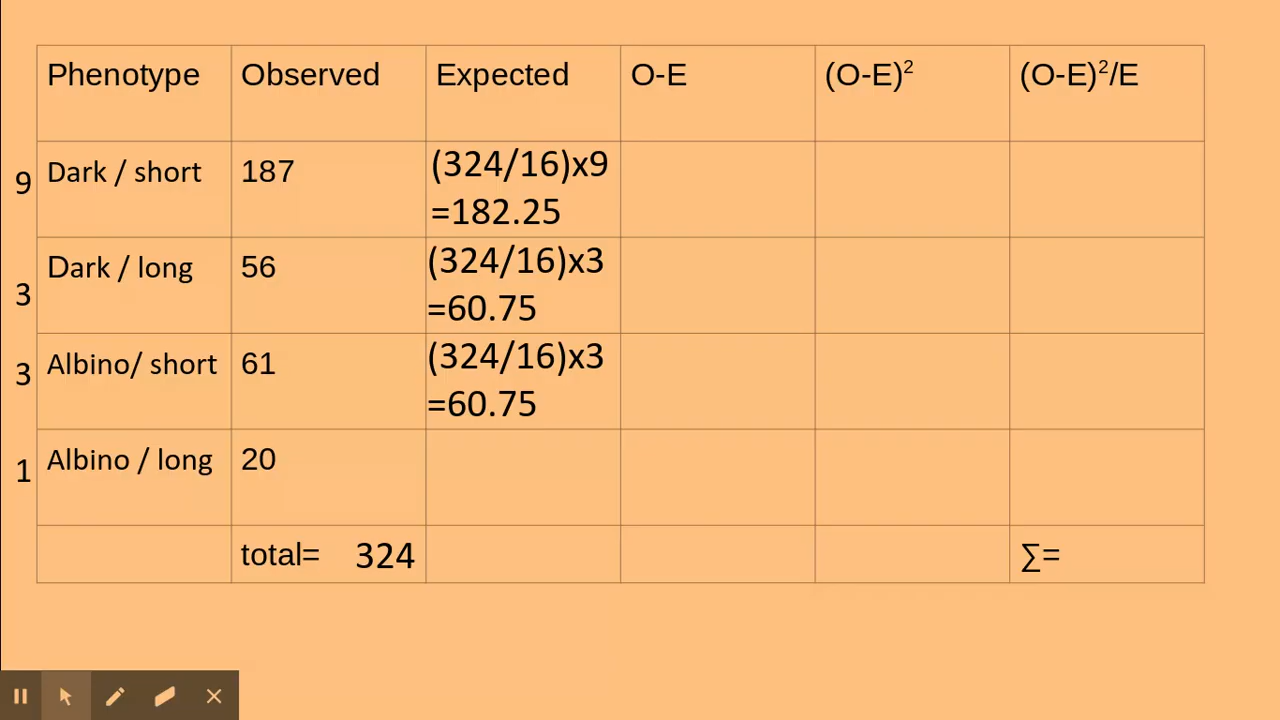 Phenotype Observed Expected O-E (O-E)² (O-E)²/E
9 Dark / short 187 (324/16)x9
=182.25
3 Dark / long 56 (324/16)x3
=60.75
3 Albino/ short 61 (324/16)x3
=60.75
1 Albino / long 20
total= 324 ∑=